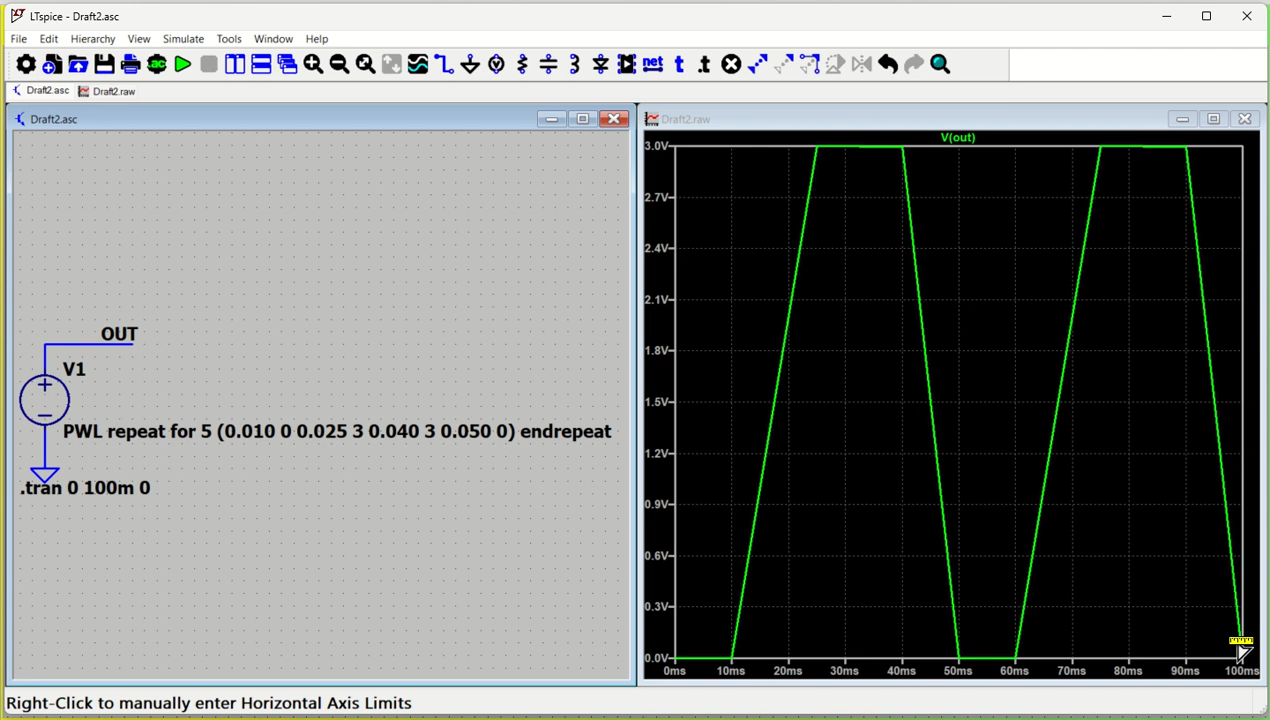 LTspice - Draft2.asc
File Edit Hierarchy View Simulate Tools Window Help
.ac net t .t
Draft2.asc Draft2.raw
Draft2.asc
OUT
V1
PWL repeat for 5 (0.010 0 0.025 3 0.040 3 0.050 0) endrepeat
.tran 0 100m 0
Draft2.raw
V(out)
3.0V
2.7V
2.4V
2.1V
1.8V
1.5V
1.2V
0.9V
0.6V
0.3V
0.0V
0ms 10ms 20ms 30ms 40ms 50ms 60ms 70ms 80ms 90ms 100ms
Right-Click to manually enter Horizontal Axis Limits